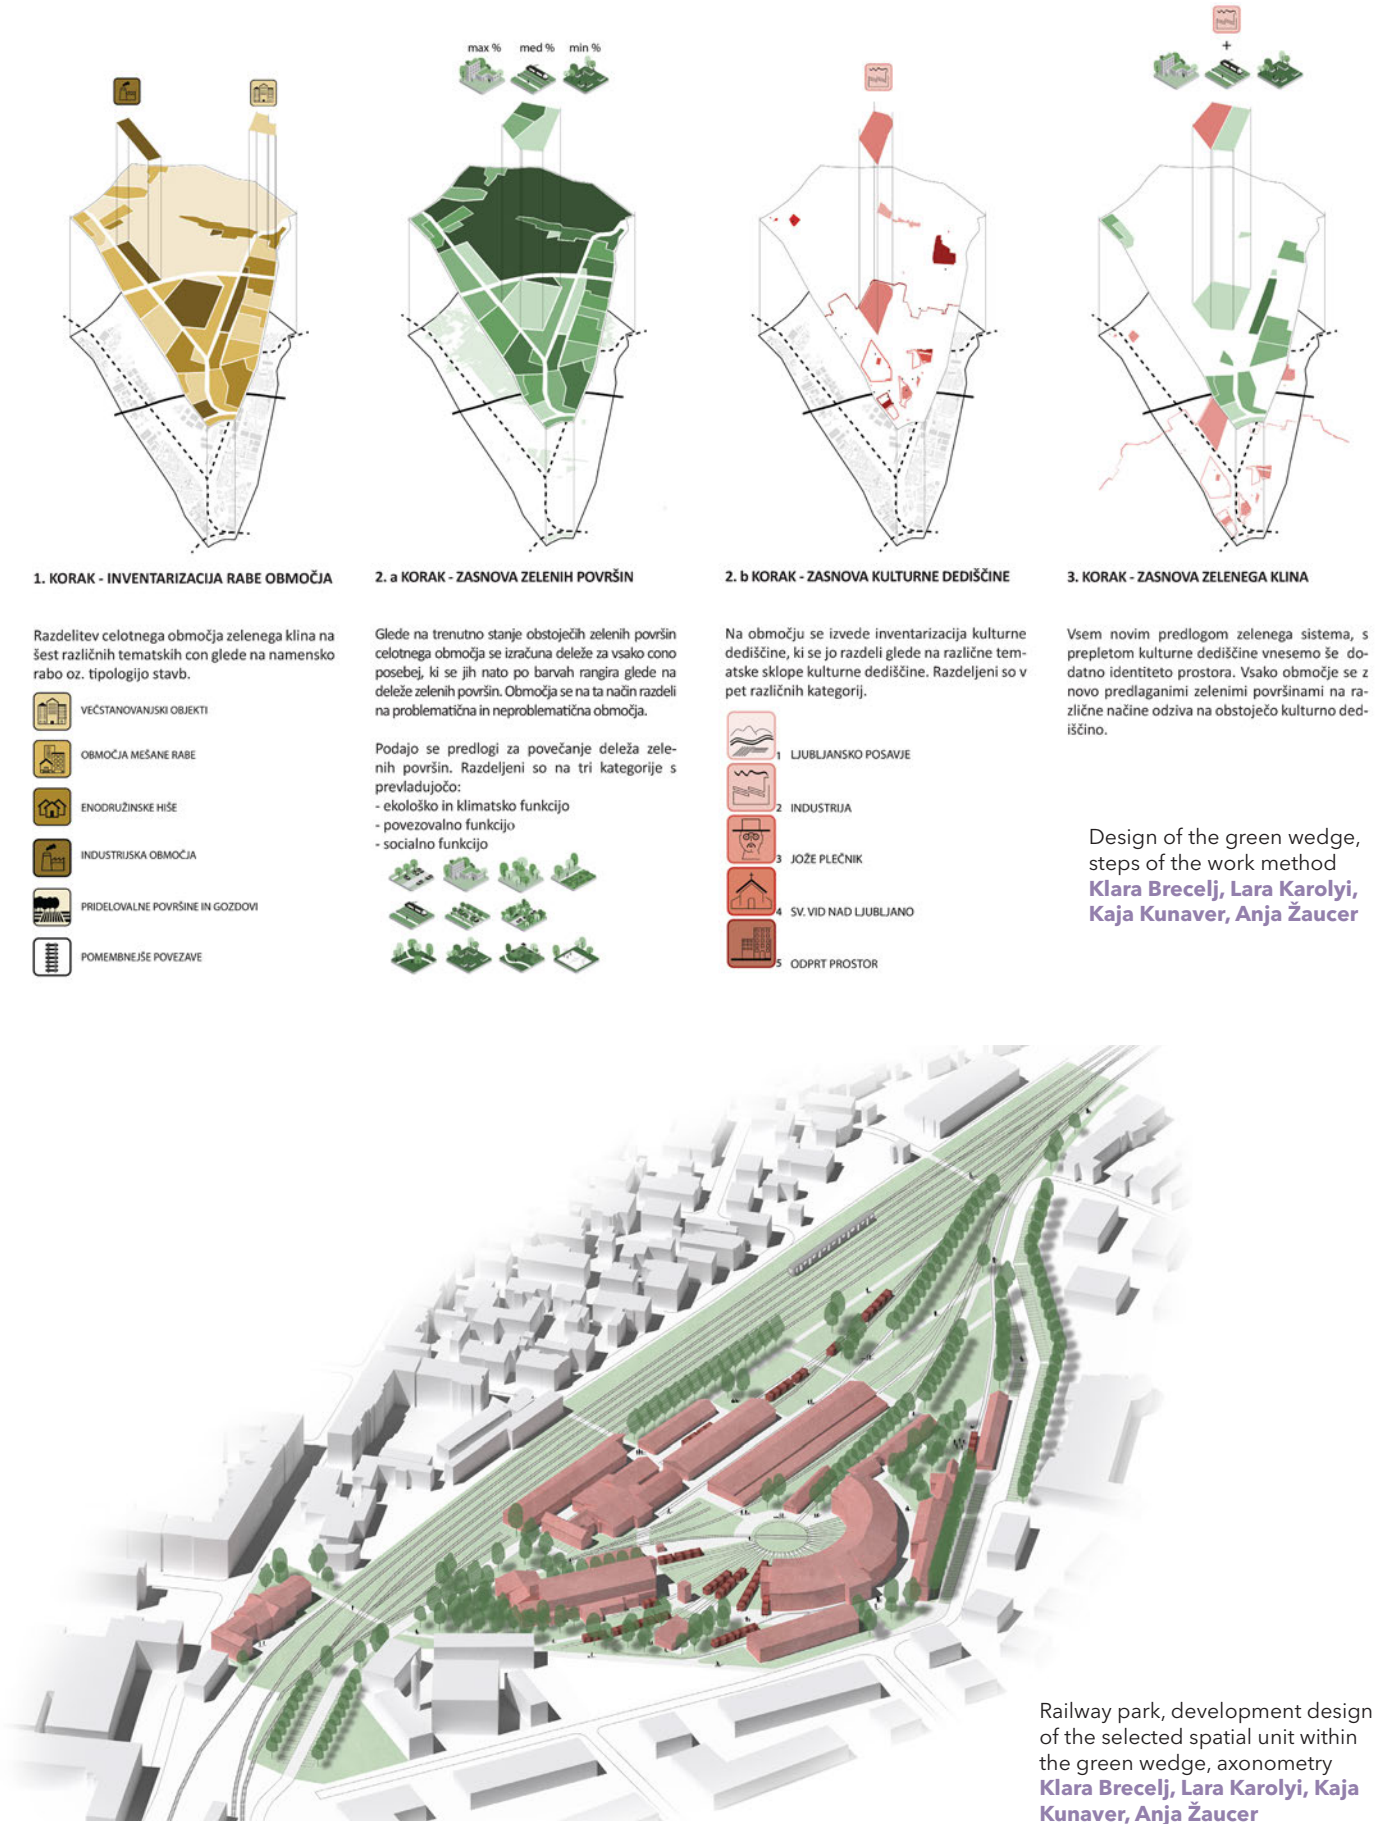 max %
med %
min %
+
1. KORAK - INVENTARIZACIJA RABE OBMOČJA
Razdelitev celotnega območja zelenega klina na
šest različnih tematskih con glede na namensko
rabo oz. tipologijo stavb.
VEČSTANOVANJSKI OBJEKTI
OBMOČJA MEŠANE RABE
ENODRUŽINSKE HIŠE
INDUSTRIJSKA OBMOČJA
PRIDELOVALNE POVRŠINE IN GOZDOVI
POMEMBNEJŠE POVEZAVE
2. a KORAK - ZASNOVA ZELENIH POVRŠIN
Glede na trenutno stanje obstoječih zelenih površin
celotnega območja se izračuna deleže za vsako cono
posebej, ki se jih nato po barvah rangira glede na
deleže zelenih površin. Območja se na ta način razdeli
na problematična in neproblematična območja.
Podajo se predlogi za povečanje deleža zele-
nih površin. Razdeljeni so na tri kategorije s
prevladujočo:
- ekološko in klimatsko funkcijo
- povezovalno funkcijo
- socialno funkcijo
2. b KORAK - ZASNOVA KULTURNE DEDIŠČINE
Na območju se izvede inventarizacija kulturne
dediščine, ki se jo razdeli glede na različne tem-
atske sklope kulturne dediščine. Razdeljeni so v
pet različnih kategorij.
1 LJUBLJANSKO POSAVJE
2 INDUSTRIJA
3 JOŽE PLEČNIK
4 SV. VID NAD LJUBLJANO
5 ODPRT PROSTOR
3. KORAK - ZASNOVA ZELENEGA KLINA
Vsem novim predlogom zelenega sistema, s
prepletom kulturne dediščine vnesemo še do-
datno identiteto prostora. Vsako območje se z
novo predlaganimi zelenimi površinami na ra-
zlične načine odziva na obstoječo kulturno ded-
iščino.
Design of the green wedge,
steps of the work method
Klara Brecelj, Lara Karolyi,
Kaja Kunaver, Anja Žaucer
Railway park, development design
of the selected spatial unit within
the green wedge, axonometry
Klara Brecelj, Lara Karolyi, Kaja
Kunaver, Anja Žaucer